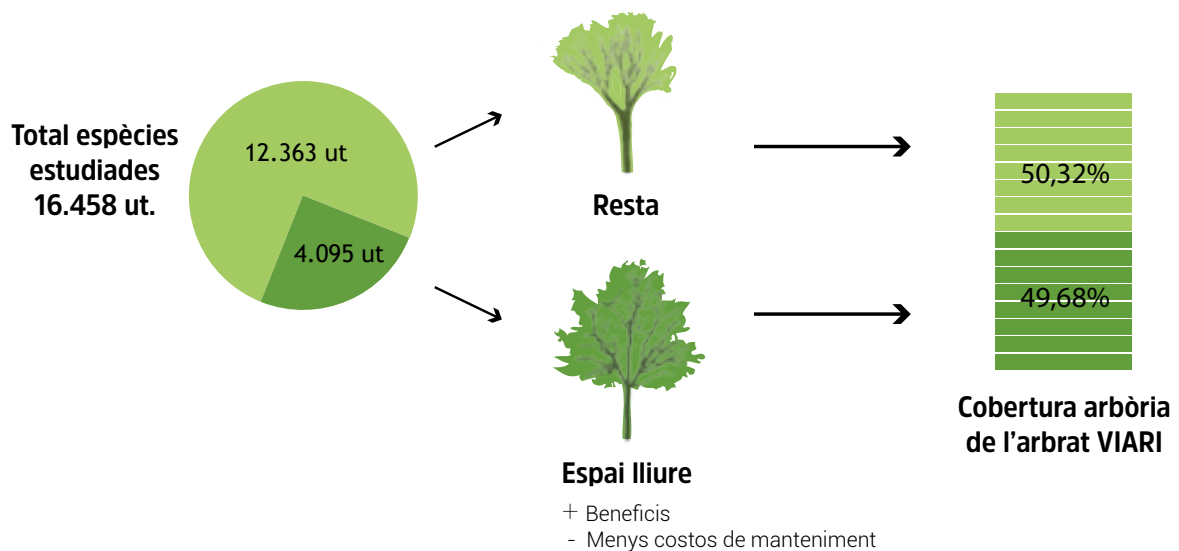 Total espècies
estudiades
16.458 ut.
12.363 ut
4.095 ut
Resta
Espai lliure
+ Beneficis
- Menys costos de manteniment
50,32%
49,68%
Cobertura arbòria
de l'arbrat VIARI